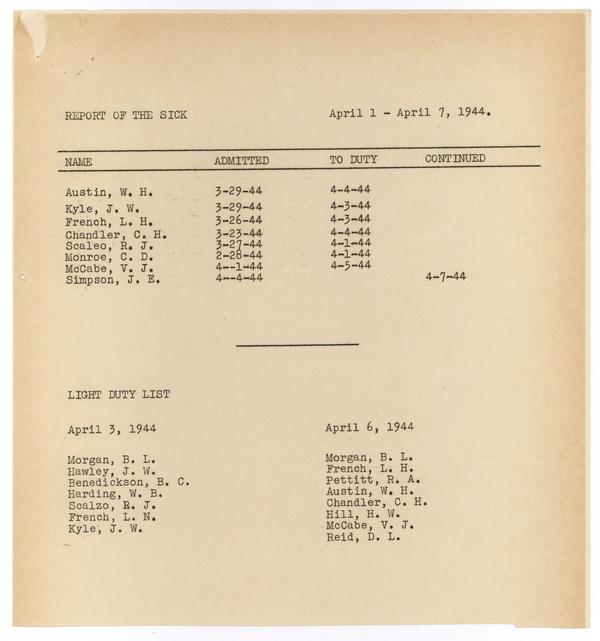 REPORT OF THE SICK April 1 - April 7, 1944.
NAME ADMITTED TO DUTY CONTINUED
Austin, W. H. 3-29-44 4-4-44
Kyle, J. W. 3-29-44 4-3-44
French, L. H. 3-26-44 4-3-44
Chandler, C. H. 3-23-44 4-4-44
Scaleo, R. J. 3-27-44 4-1-44
Monroe, C. D. 2-28-44 4-1-44
McCabe, V. J. 4--1-44 4-5-44
Simpson, J. E. 4--4-44 4-7-44
LIGHT DUTY LIST
April 3, 1944 April 6, 1944
Morgan, B. L. Morgan, B. L.
Hawley, J. W. French, L. H.
Benedickson, B. C. Pettitt, R. A.
Harding, W. B. Austin, W. H.
Scalzo, R. J. Chandler, C. H.
French, L. N. Hill, H. W.
Kyle, J. W. McCabe, V. J.
Reid, D. L.